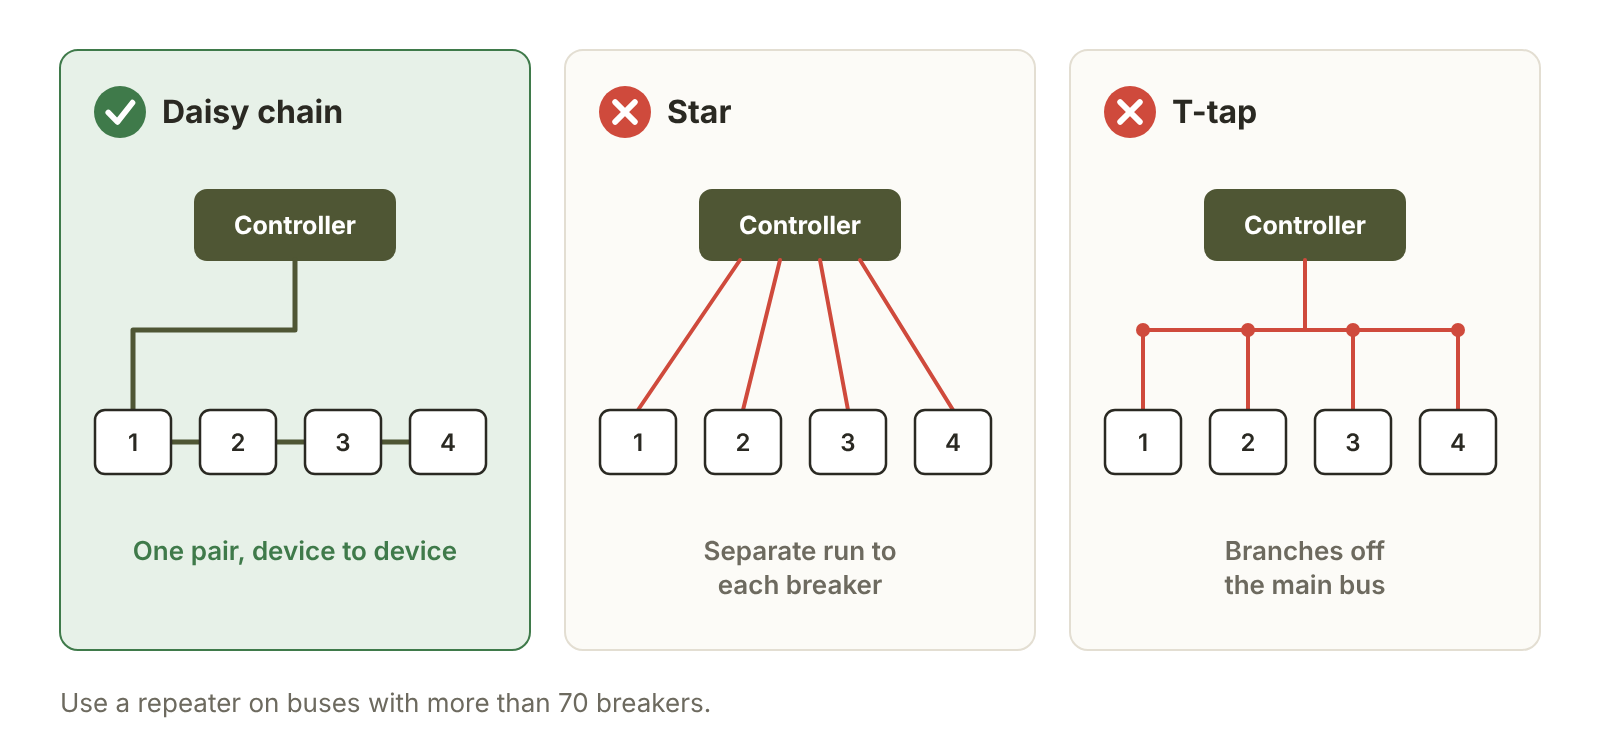 Daisy chain
Controller
1 2 3 4
One pair, device to device
Star
Controller
1 2 3 4
Separate run to
each breaker
T-tap
Controller
1 2 3 4
Branches off
the main bus
Use a repeater on buses with more than 70 breakers.